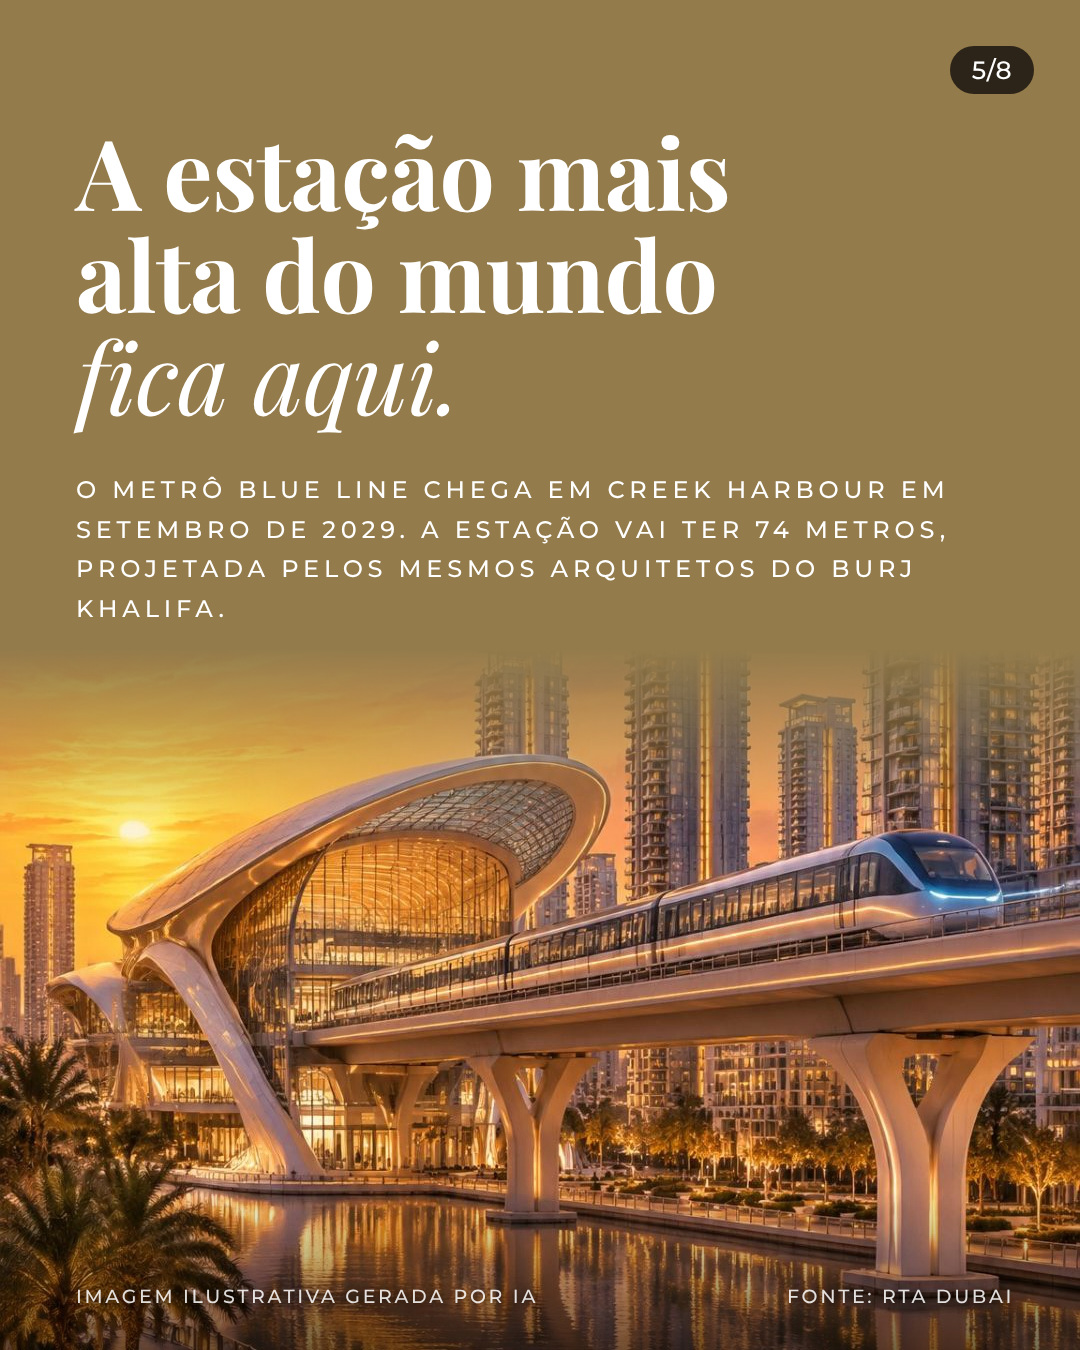 5/8
A estação mais
alta do mundo
fica aqui.
O METRÔ BLUE LINE CHEGA EM CREEK HARBOUR EM
SETEMBRO DE 2029. A ESTAÇÃO VAI TER 74 METROS,
PROJETADA PELOS MESMOS ARQUITETOS DO BURJ
KHALIFA.
IMAGEM ILUSTRATIVA GERADA POR IA
FONTE: RTA DUBAI